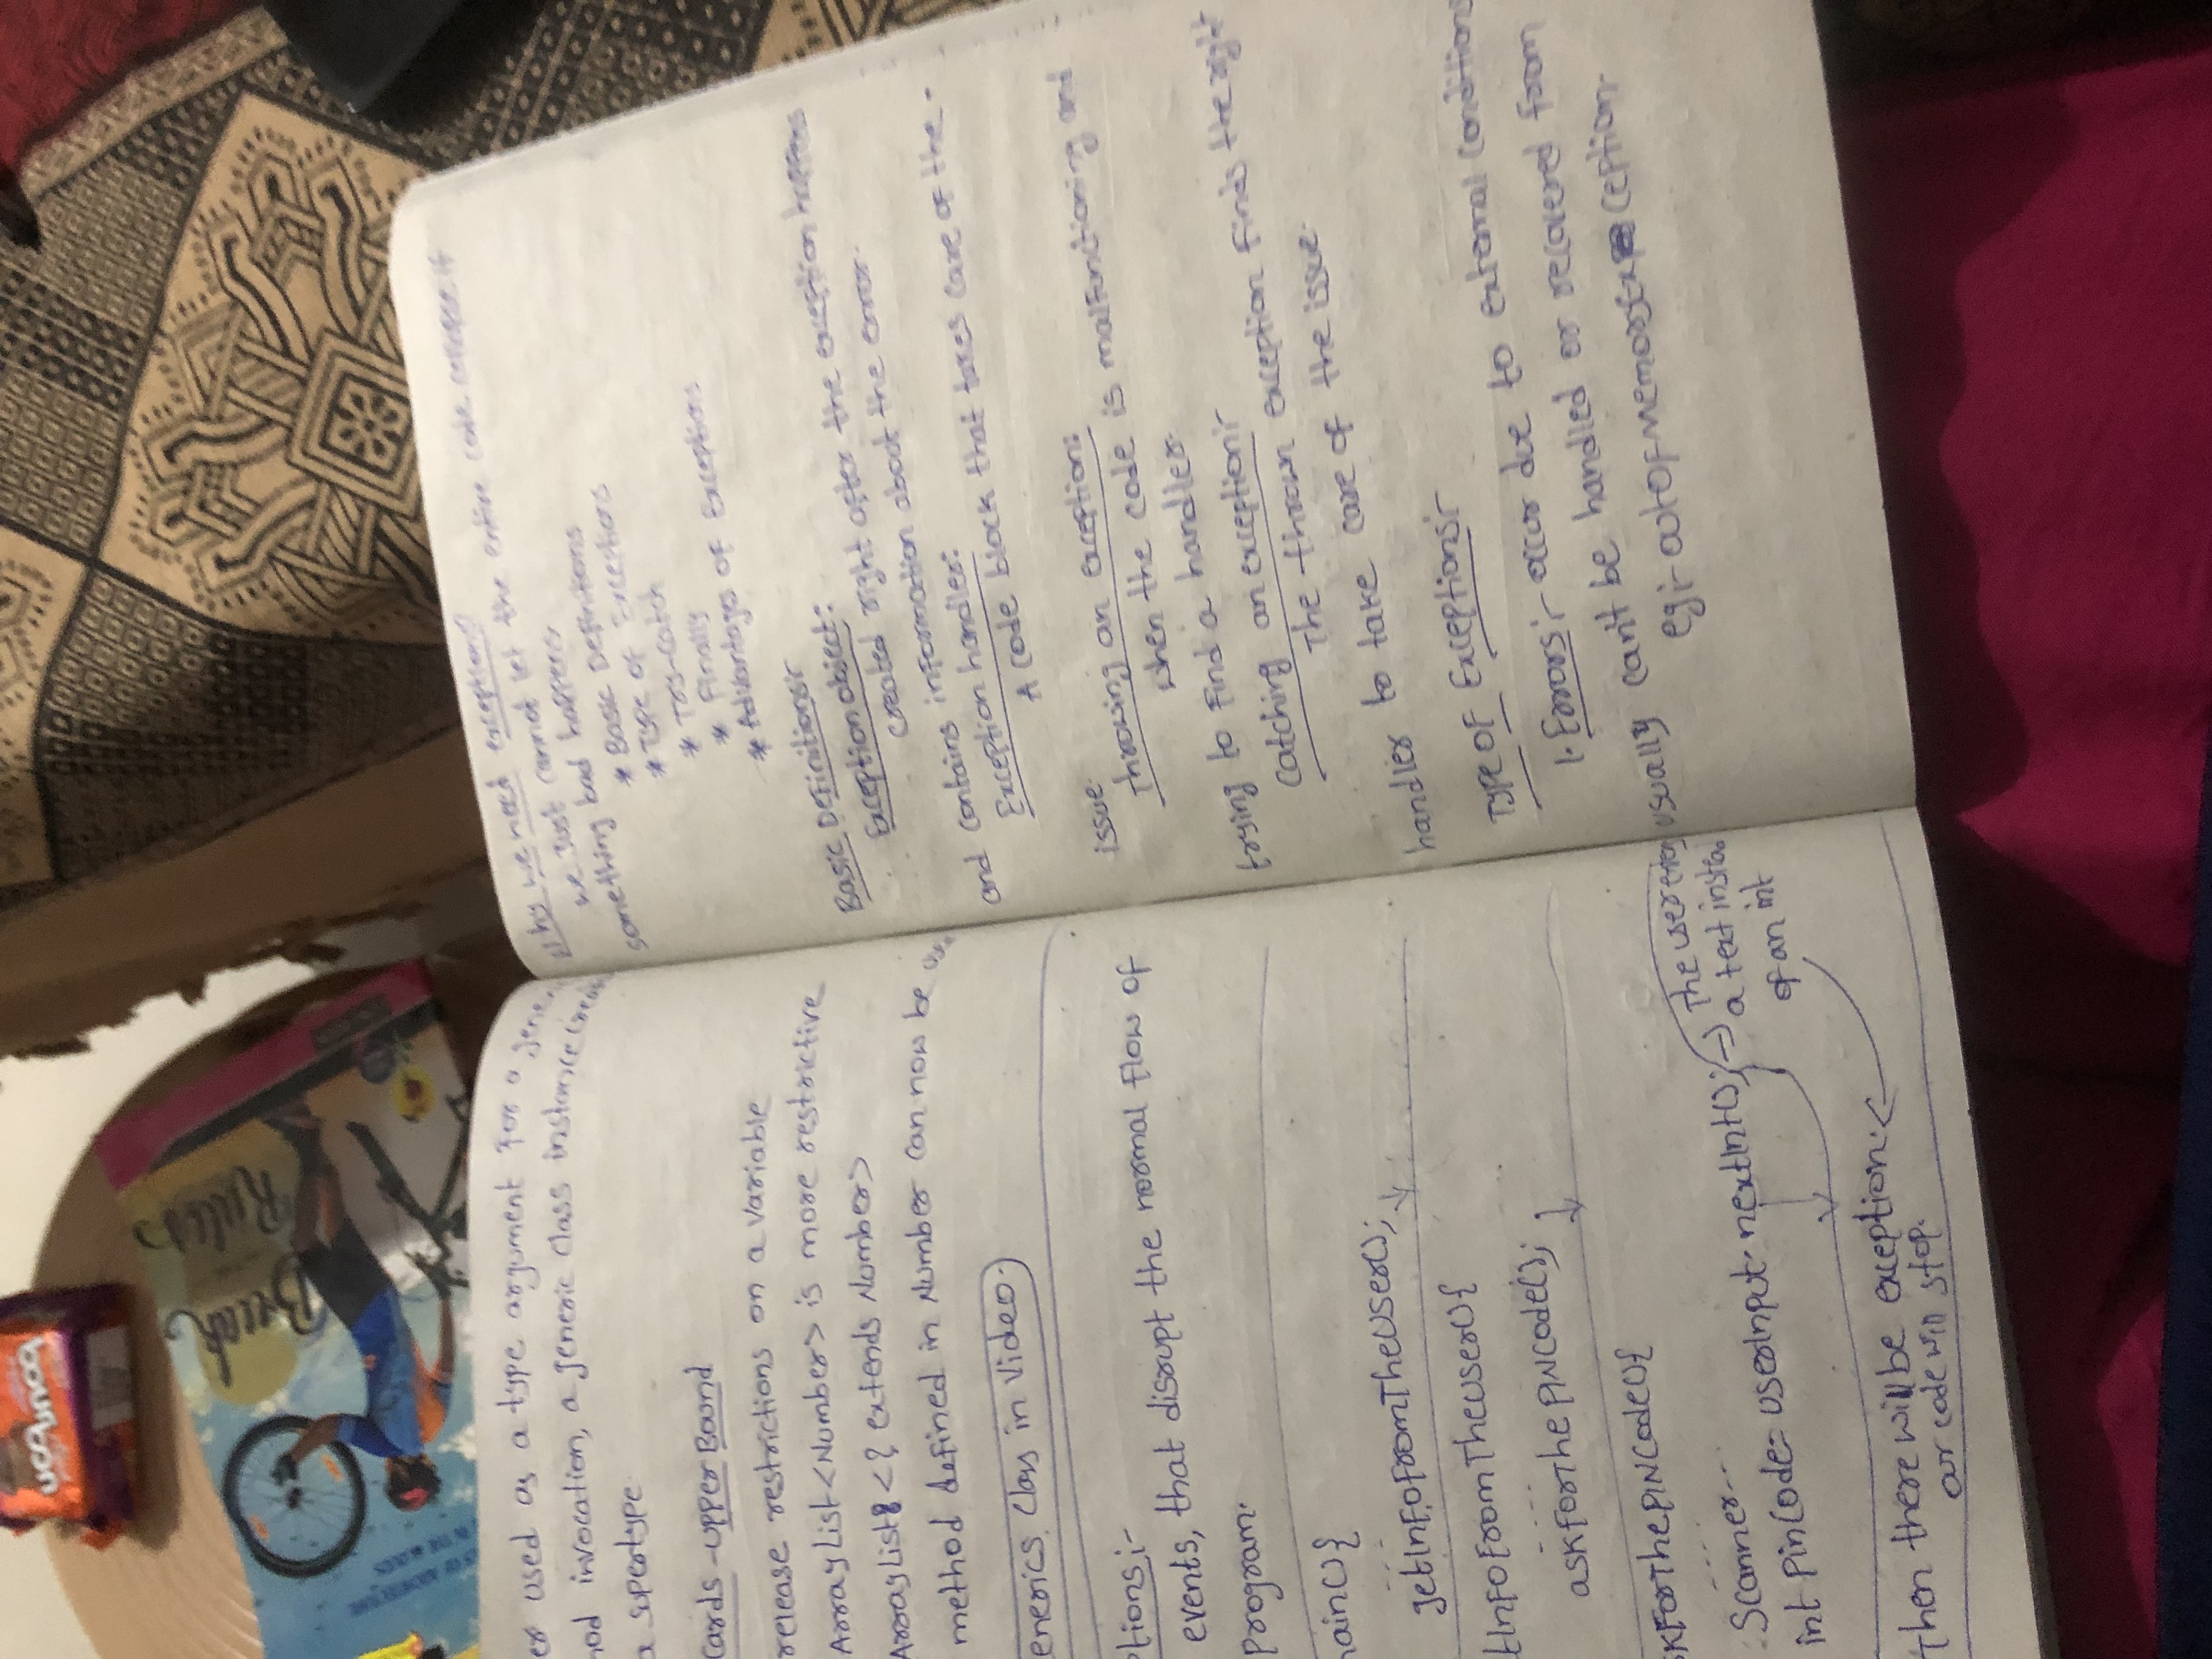 bourbon
Break
Rules
er used as a type argument for a gene
hod invocation, a generic class instance crea
a supertype.
Cards - upper Bound
release restrictions on a variable
ArrayList<Number> is more restrictive
ArrayList <? extends Number>
method defined in Number can now be
enerics class in video.
ptions:-
events, that disrupt the normal flow of
program.
main(){
....
getInfoFromTheUser();
tInfoFromTheUser(){
....
askForThePINCode();
skForThePINCode(){
....
Scanner...
int PinCode= userInput.nextInt();
The user enters
a text instead
of an int
Then there will be exception.
our code will stop.
Why we need exceptions?
we Just cannot let the entire code collapse if
something bad happens.
* Basic Definitions
* Type of Exceptions
* Try-catch
* Finally
* Advantages of Exceptions
Basic Definitions:-
Exception object:
created right after the exception happens
and contains information about the error.
Exception handler:
A code block that takes care of the -
issue.
Throwing an exception:
when the code is malfunctioning and
trying to find a handler.
Catching an exception:-
The thrown exception finds the right
handler to take care of the issue.
Type of Exceptions:-
1. Errors:- occur due to external conditions
usually can't be handled or recovered from
eg:- OutOfMemoryException.